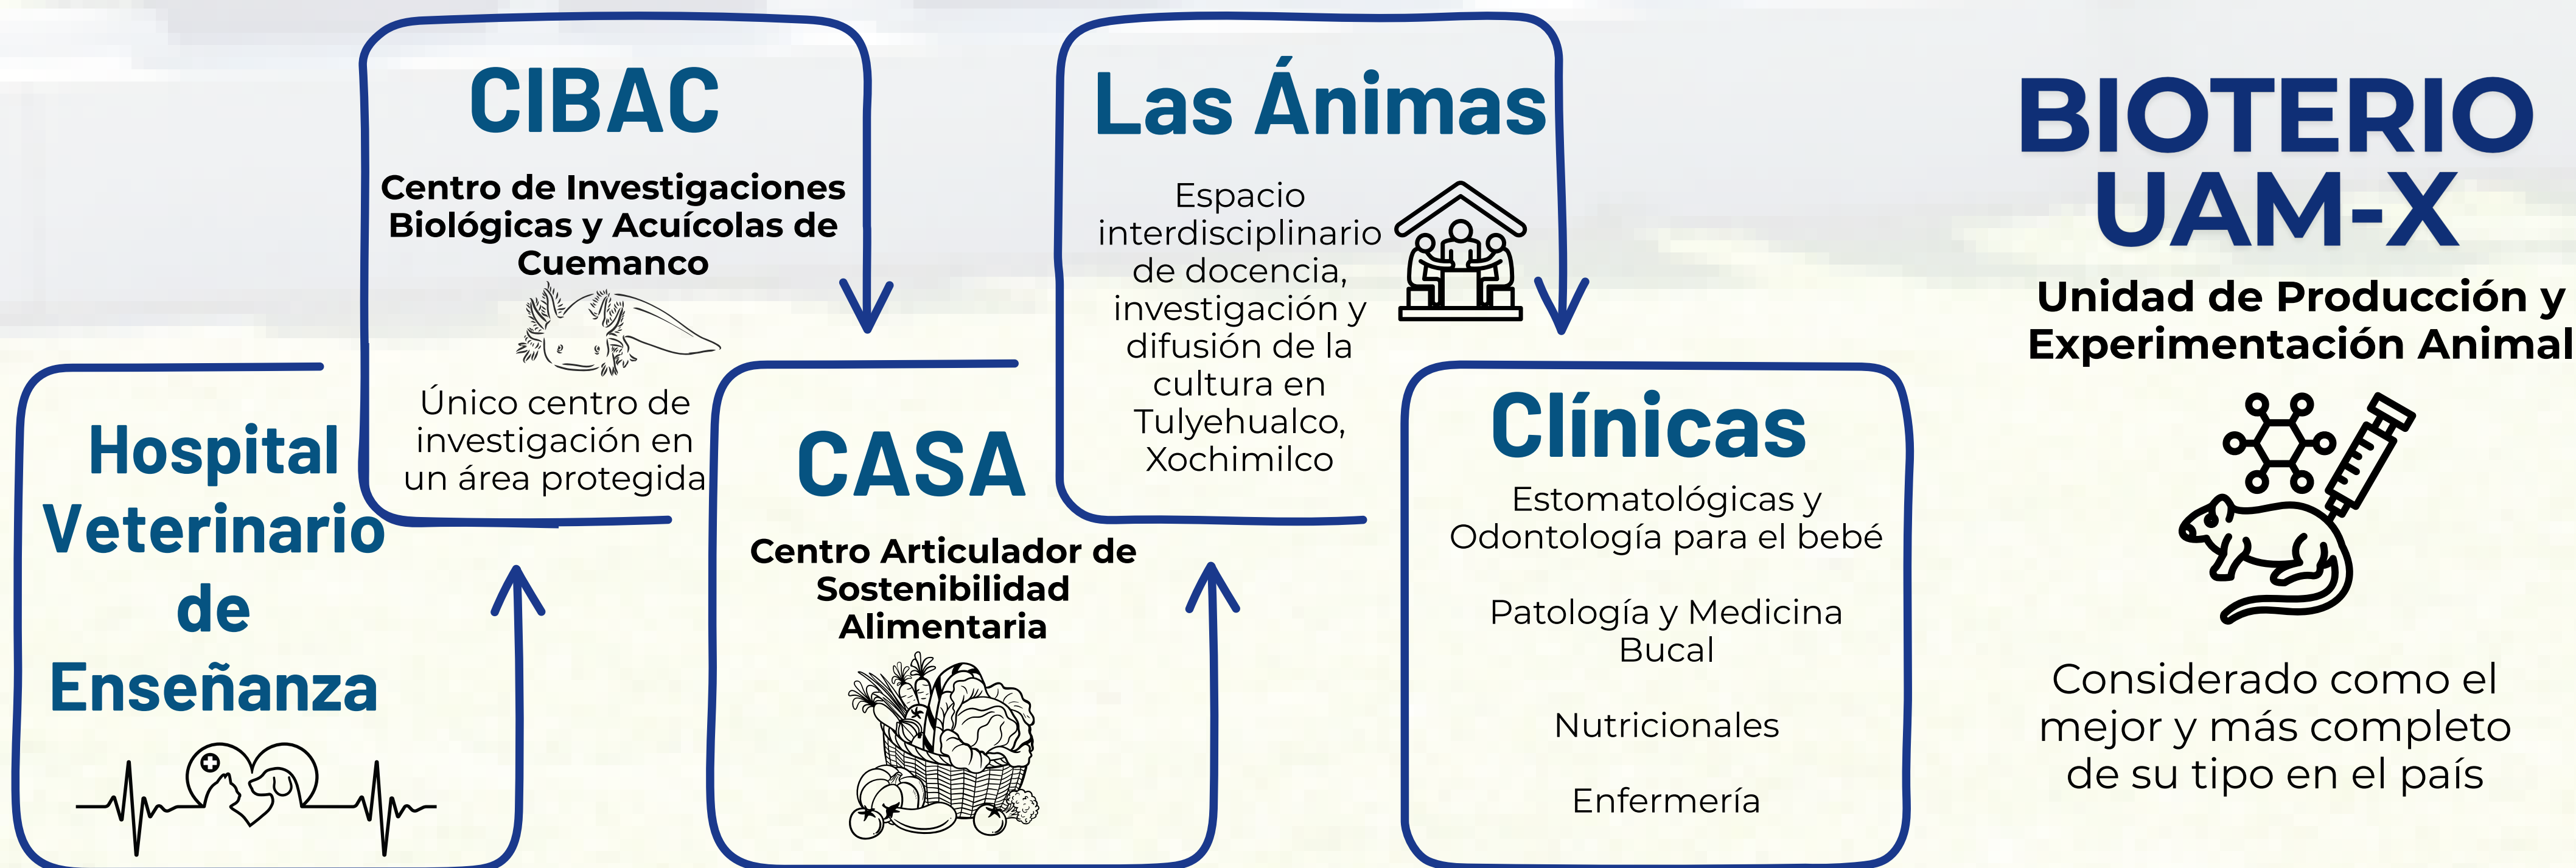 Hospital
Veterinario
de
Enseñanza
CIBAC
Centro de Investigaciones
Biológicas y Acuícolas de
Cuemanco
Único centro de
investigación en
un área protegida
CASA
Centro Articulador de
Sostenibilidad
Alimentaria
Las Ánimas
Espacio
interdisciplinario
de docencia,
investigación y
difusión de la
cultura en
Tulyehualco,
Xochimilco
Clínicas
Estomatológicas y
Odontología para el bebé
Patología y Medicina
Bucal
Nutricionales
Enfermería
BIOTERIO
UAM-X
Unidad de Producción y
Experimentación Animal
Considerado como el
mejor y más completo
de su tipo en el país